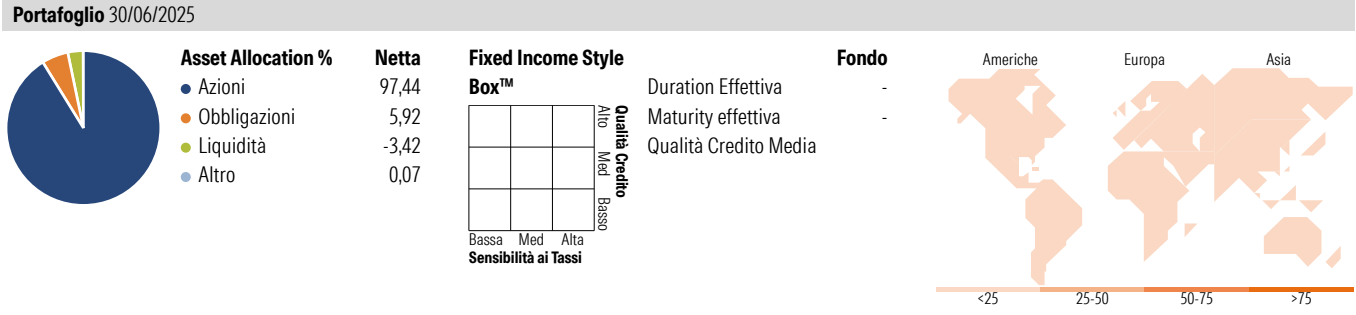 Portafoglio 30/06/2025
Asset Allocation % Netta
Azioni 97,44
Obbligazioni 5,92
Liquidità -3,42
Altro 0,07
Fixed Income Style
Box™
Alto
Med
Basso
Qualità Credito
Bassa Med Alta
Sensibilità ai Tassi
Fondo
Duration Effettiva -
Maturity effettiva -
Qualità Credito Media
Americhe Europa Asia
<25 25-50 50-75 >75